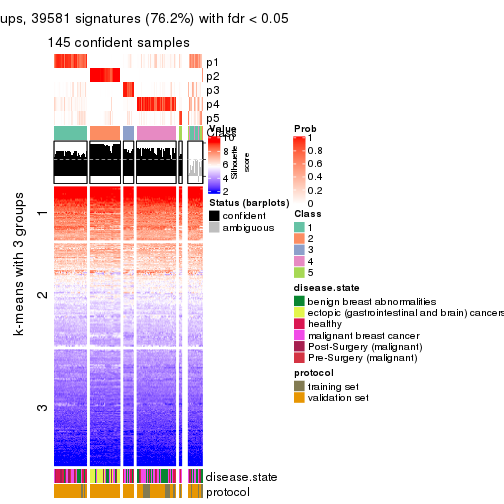 ups, 39581 signatures (76.2%) with fdr < 0.05
145 confident samples
p1
p2
p3
p4
p5
Class
k-means with 3 groups
1
2
3
Value
10
8
6
4
2
Silhouette
score
Status (barplots)
confident
ambiguous
Prob
1
0.8
0.6
0.4
0.2
0
Class
1
2
3
4
5
disease.state
benign breast abnormalities
ectopic (gastrointestinal and brain) cancers
healthy
malignant breast cancer
Post-Surgery (malignant)
Pre-Surgery (malignant)
protocol
training set
validation set
disease.state
protocol